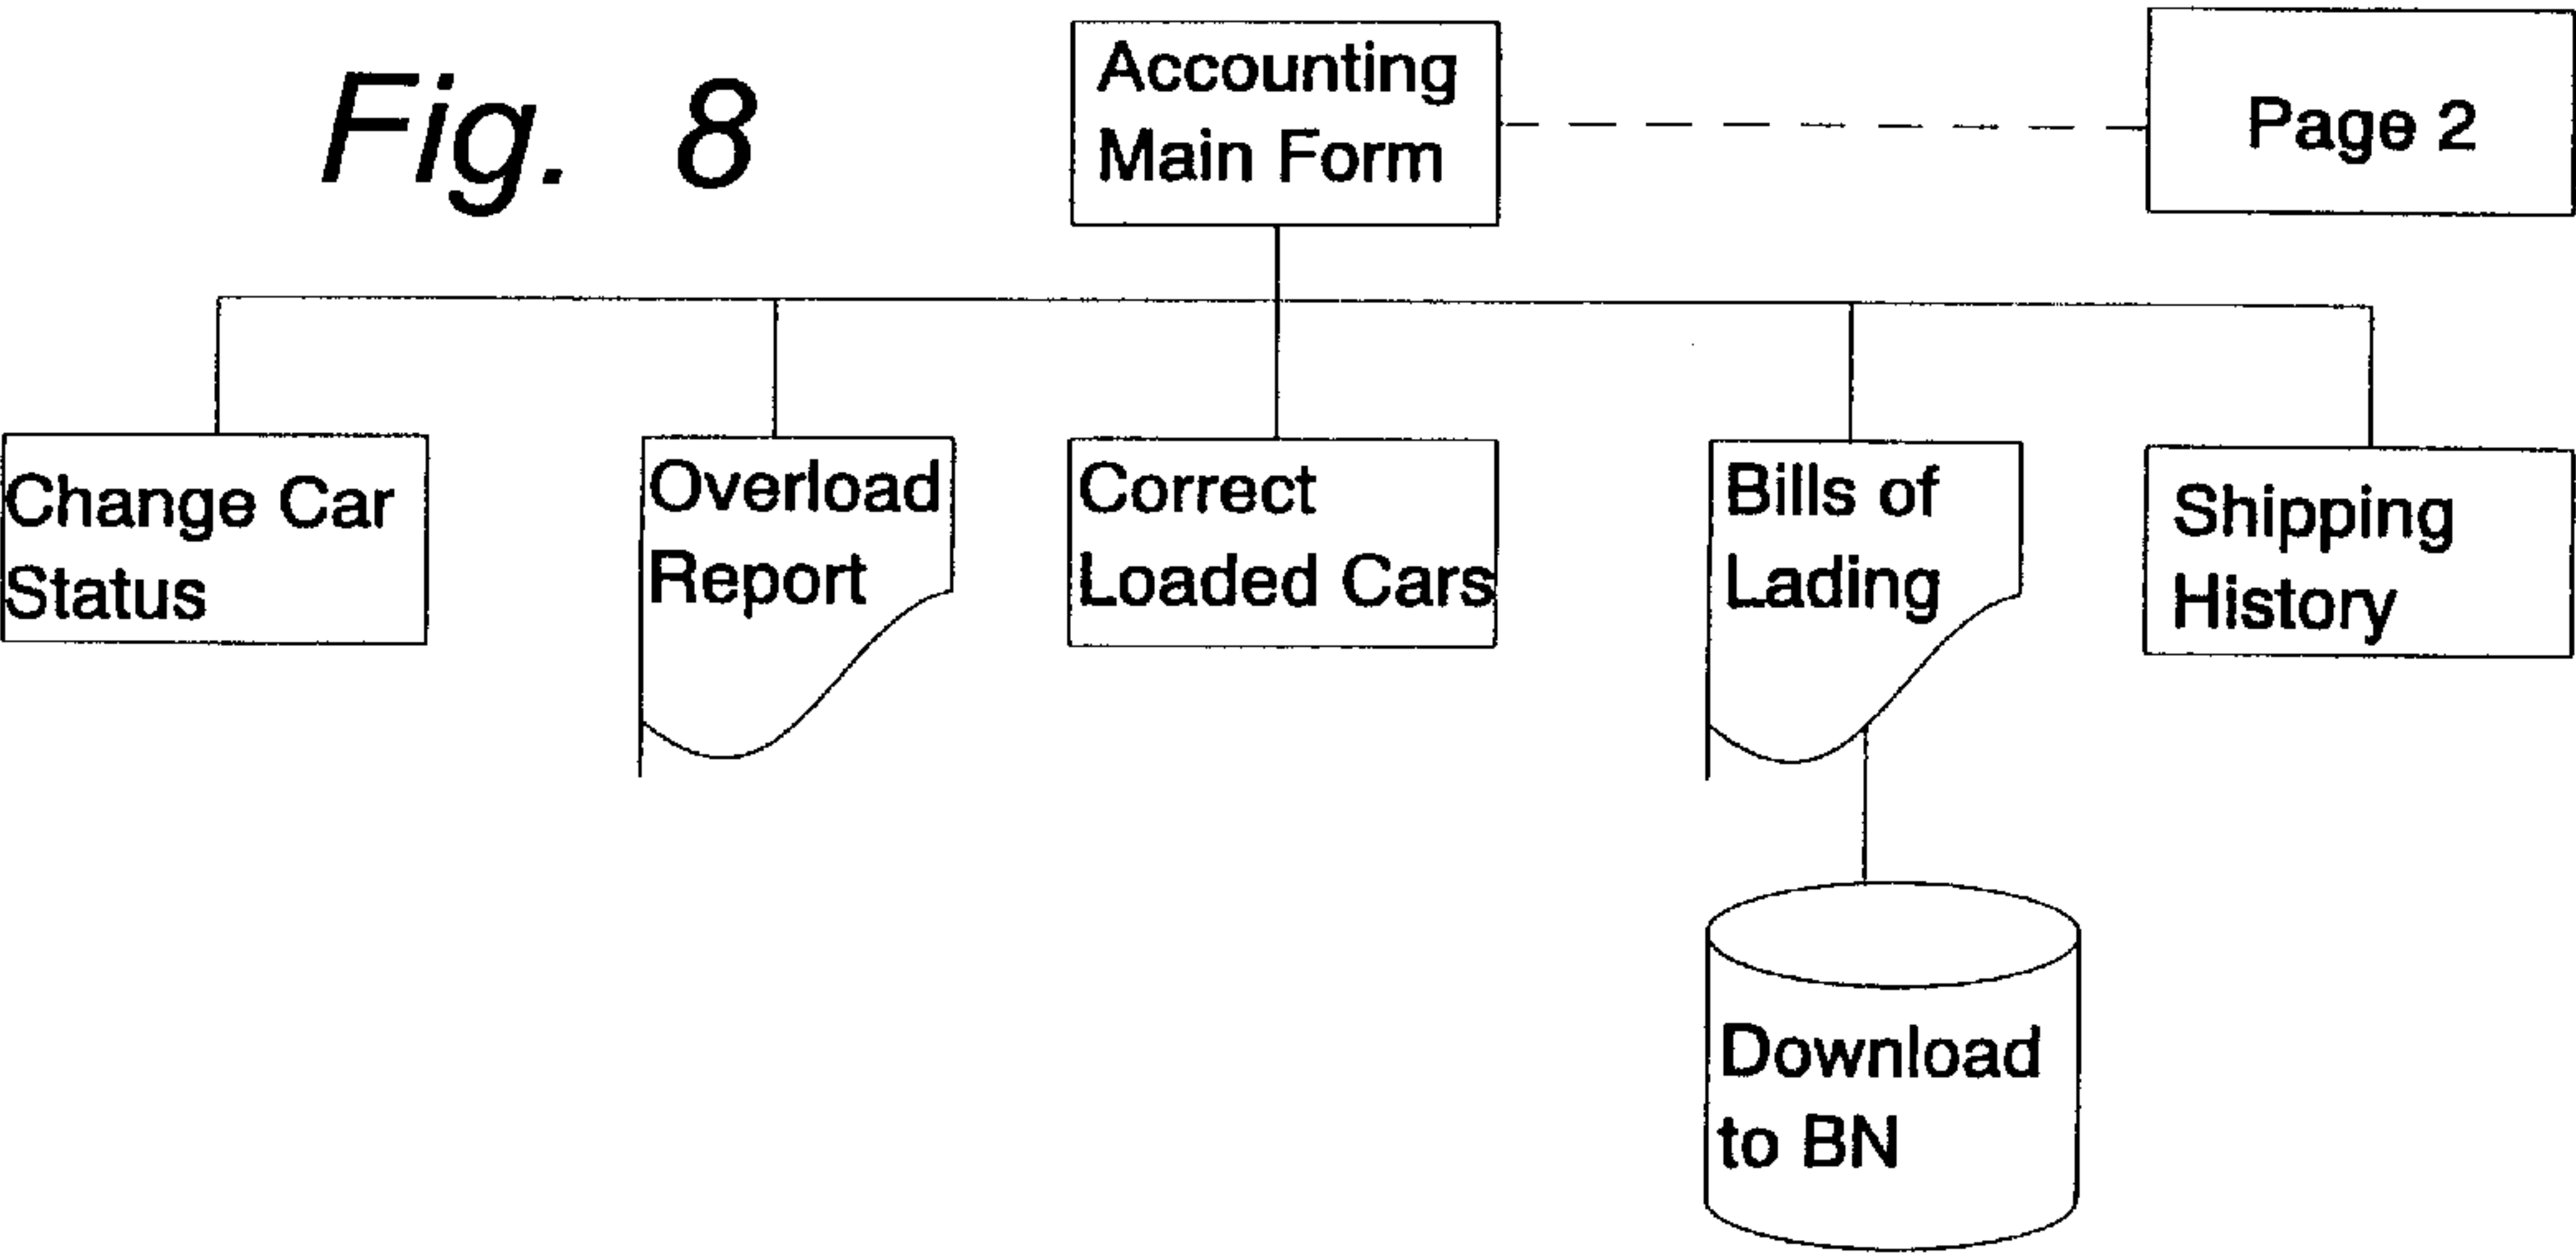 Fig. 8
Accounting
Main Form
Page 2
Change Car
Status
Overload
Report
Correct
Loaded Cars
Bills of
Lading
Shipping
History
Download
to BN